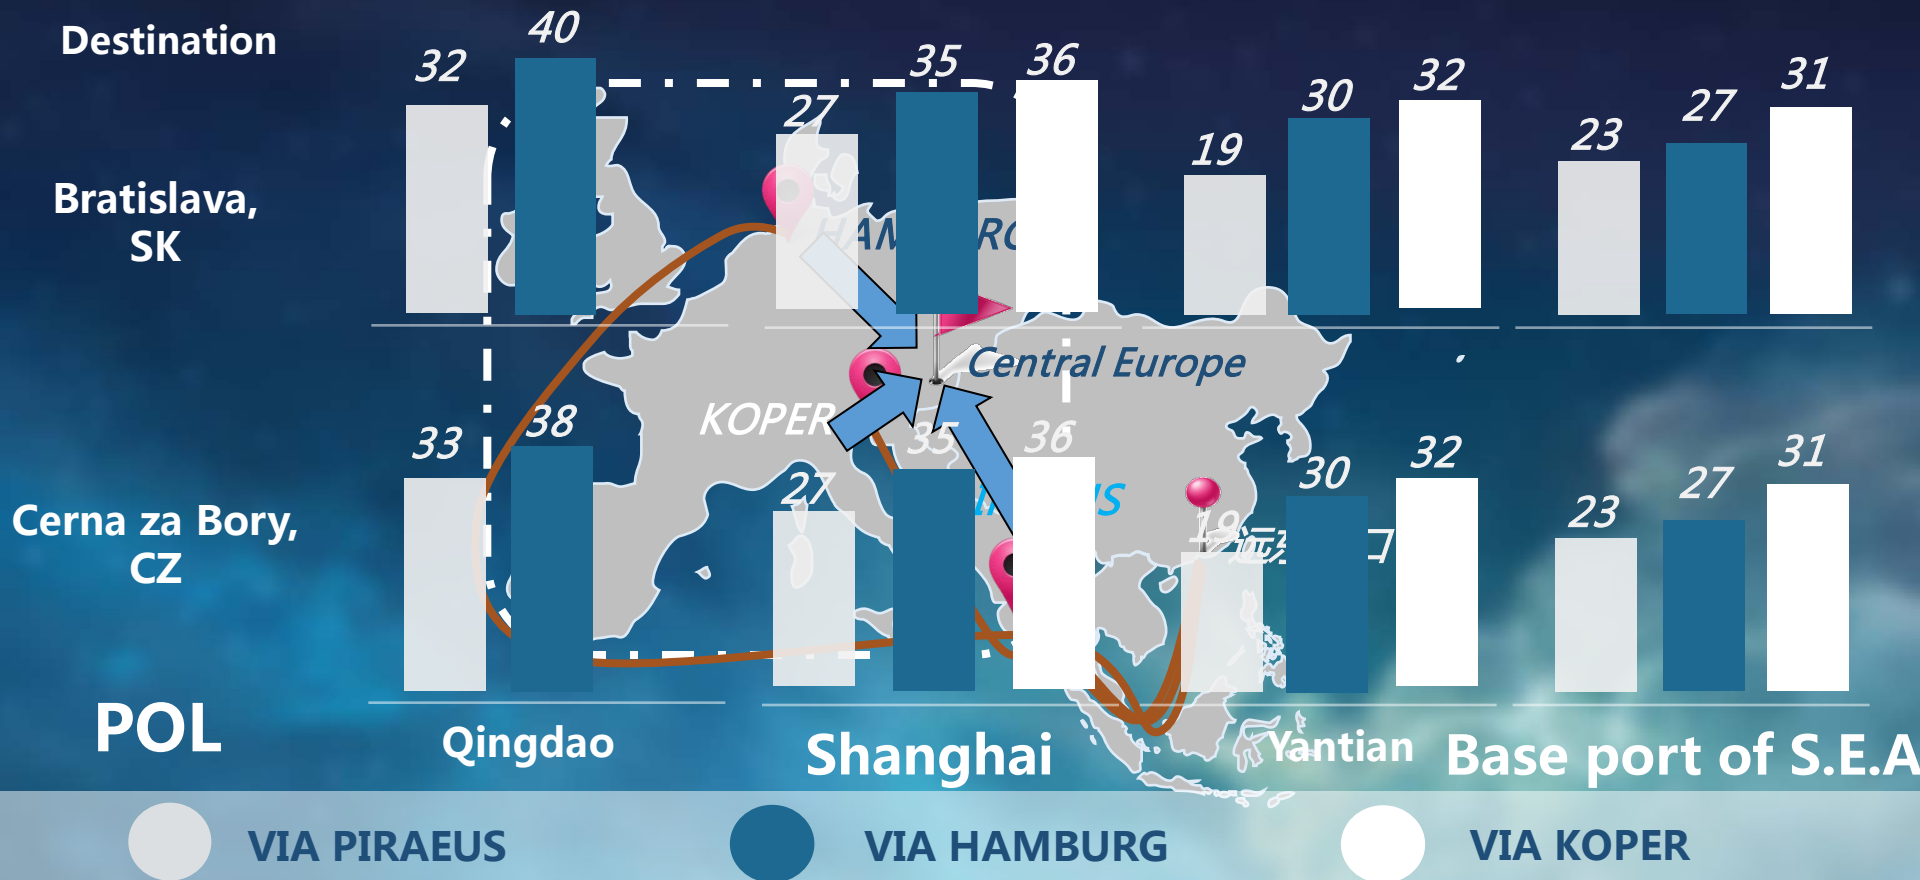 Destination
32
40
27
35
36
19
30
32
23
27
31
Bratislava,
SK
Central Europe
KOPER
33
38
27
35
36
19
30
32
23
27
31
Cerna za Bory,
CZ
POL
Qingdao
Shanghai
Yantian
Base port of S.E.A
VIA PIRAEUS
VIA HAMBURG
VIA KOPER